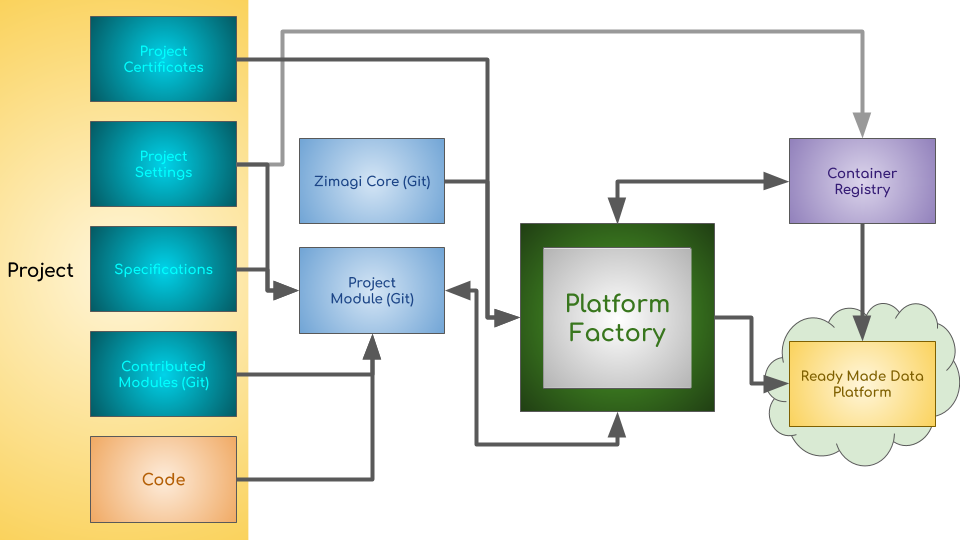 Project
Project
Certificates
Project
Settings
Specifications
Contributed
Modules (Git)
Code
Zimagi Core (Git)
Project
Module (Git)
Platform
Factory
Container
Registry
Ready Made Data
Platform